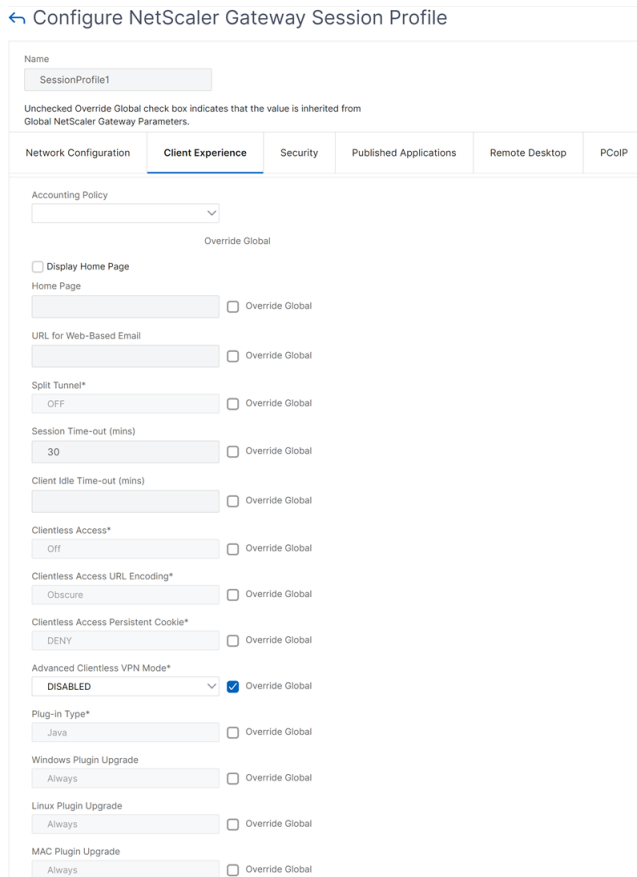 Configure NetScaler Gateway Session Profile
Name
SessionProfile1
Unchecked Override Global check box indicates that the value is inherited from
Global NetScaler Gateway Parameters.
Network Configuration Client Experience Security Published Applications Remote Desktop PCoIP
Accounting Policy
Override Global
Display Home Page
Home Page
Override Global
URL for Web-Based Email
Override Global
Split Tunnel*
OFF Override Global
Session Time-out (mins)
30 Override Global
Client Idle Time-out (mins)
Override Global
Clientless Access*
Off Override Global
Clientless Access URL Encoding*
Obscure Override Global
Clientless Access Persistent Cookie*
DENY Override Global
Advanced Clientless VPN Mode*
DISABLED Override Global
Plug-in Type*
Java Override Global
Windows Plugin Upgrade
Always Override Global
Linux Plugin Upgrade
Always Override Global
MAC Plugin Upgrade
Always Override Global